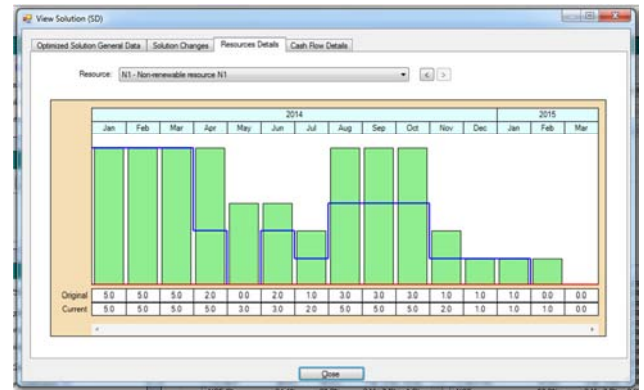 View Solution (SD)
Optimized Solution General Data Solution Changes Resources Details Cash Flow Details
Resource: N1 - Non-renewable resource N1 < >
2014 2015
Jan Feb Mar Apr May Jun Jul Aug Sep Oct Nov Dec Jan Feb Mar
Original 5.0 5.0 5.0 2.0 0.0 2.0 1.0 3.0 3.0 3.0 1.0 1.0 1.0 0.0 0.0
Current 5.0 5.0 5.0 5.0 3.0 3.0 2.0 5.0 5.0 5.0 2.0 1.0 1.0 1.0 0.0
Close